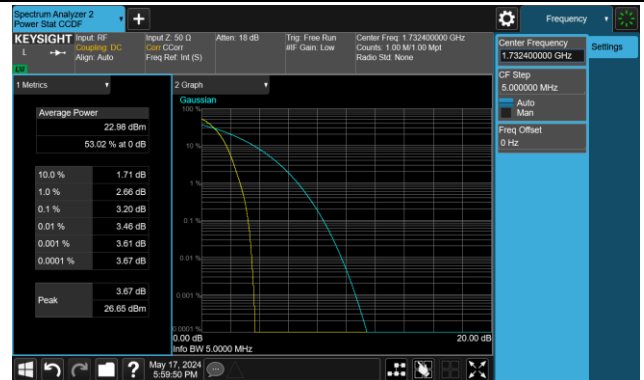 Spectrum Analyzer 2
Power Stat CCDF
+
Frequency
KEYSIGHT
L
LXI
Input: RF
Coupling: DC
Align: Auto
Input Z: 50 Ω
Corr CCorr
Freq Ref: Int (S)
Atten: 18 dB
Trig: Free Run
#IF Gain: Low
Center Freq: 1.732400000 GHz
Counts: 1.00 M/1.00 Mpt
Radio Std: None
Center Frequency
1.732400000 GHz
Settings
CF Step
5.000000 MHz
Auto
Man
Freq Offset
0 Hz
1 Metrics
Average Power
22.98 dBm
53.02 % at 0 dB
10.0 % 1.71 dB
1.0 % 2.66 dB
0.1 % 3.20 dB
0.01 % 3.46 dB
0.001 % 3.61 dB
0.0001 % 3.67 dB
Peak
3.67 dB
26.65 dBm
2 Graph
Gaussian
100 %
10 %
1 %
0.1 %
0.01 %
0.001 %
0.0001 %
0.00 dB 20.00 dB
Info BW 5.0000 MHz
?
May 17, 2024
5:59:50 PM